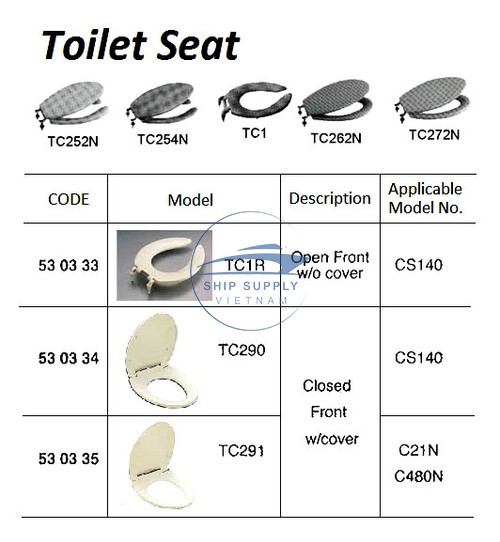 Toilet Seat
TC252N
TC254N
TC1
TC262N
TC272N
CODE
Model
Description
Applicable
Model No.
53 03 33
TC1R
Open Front
w/o cover
CS140
SHIP SUPPLY
VIETNAM
53 03 34
TC290
CS140
Closed
Front
w/cover
53 03 35
TC291
C21N
C480N